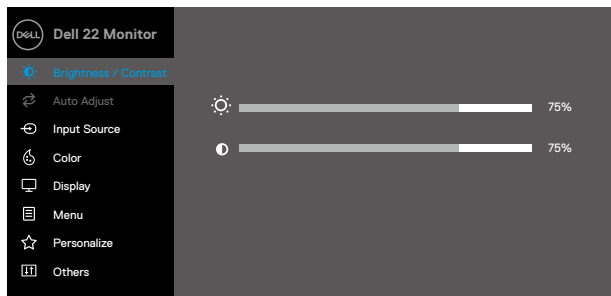 DELL Dell 22 Monitor
Brightness / Contrast
Auto Adjust
75%
Input Source
Color
75%
Display
Menu
Personalize
Others